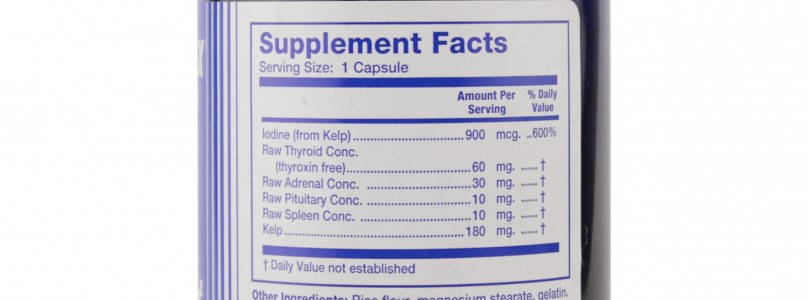 Supplement Facts
Serving Size: 1 Capsule
Amount Per Serving % Daily Value
Iodine (from Kelp)..........................900 mcg. ..600%
Raw Thyroid Conc.
(thyroxin free)..............................60 mg. ...... †
Raw Adrenal Conc. ........................30 mg. ...... †
Raw Pituitary Conc. .......................10 mg. ...... †
Raw Spleen Conc. .........................10 mg. ...... †
Kelp..............................................180 mg. ...... †
† Daily Value not established
Other Ingredients: Rice flour, magnesium stearate, gelatin.